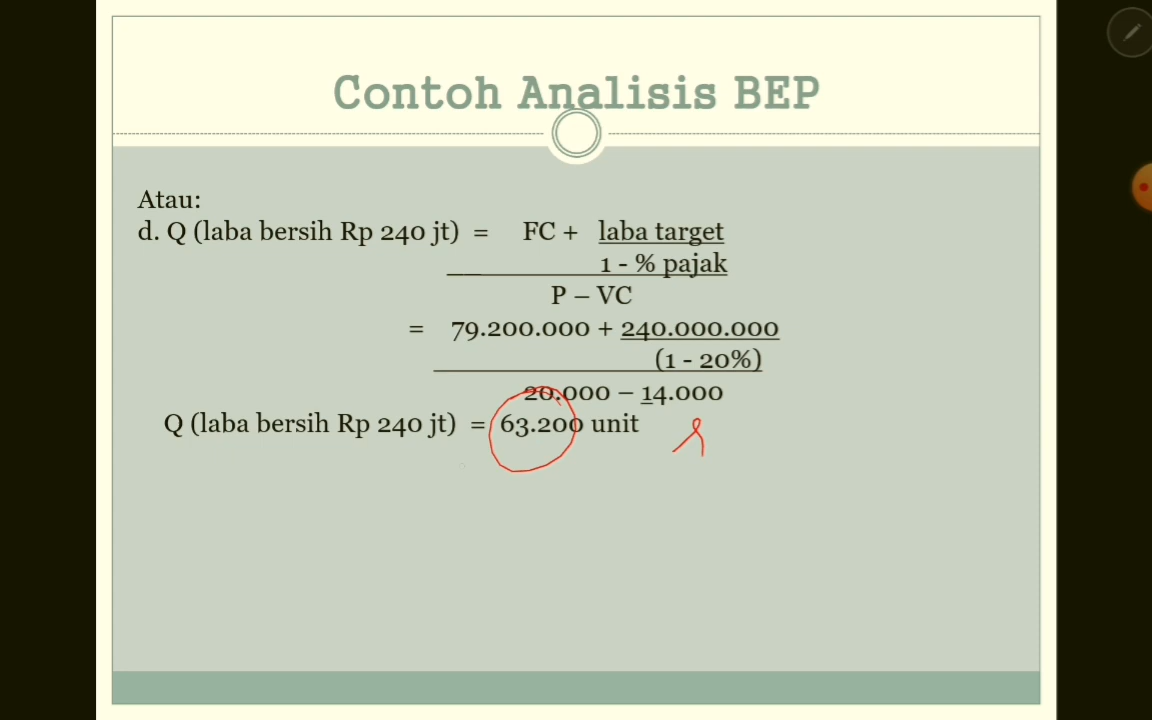 Contoh Analisis BEP
Atau:
d. Q (laba bersih Rp 240 jt) = FC + laba target
1 - % pajak
P – VC
= 79.200.000 + 240.000.000
(1 - 20%)
20.000 – 14.000
Q (laba bersih Rp 240 jt) = 63.200 unit